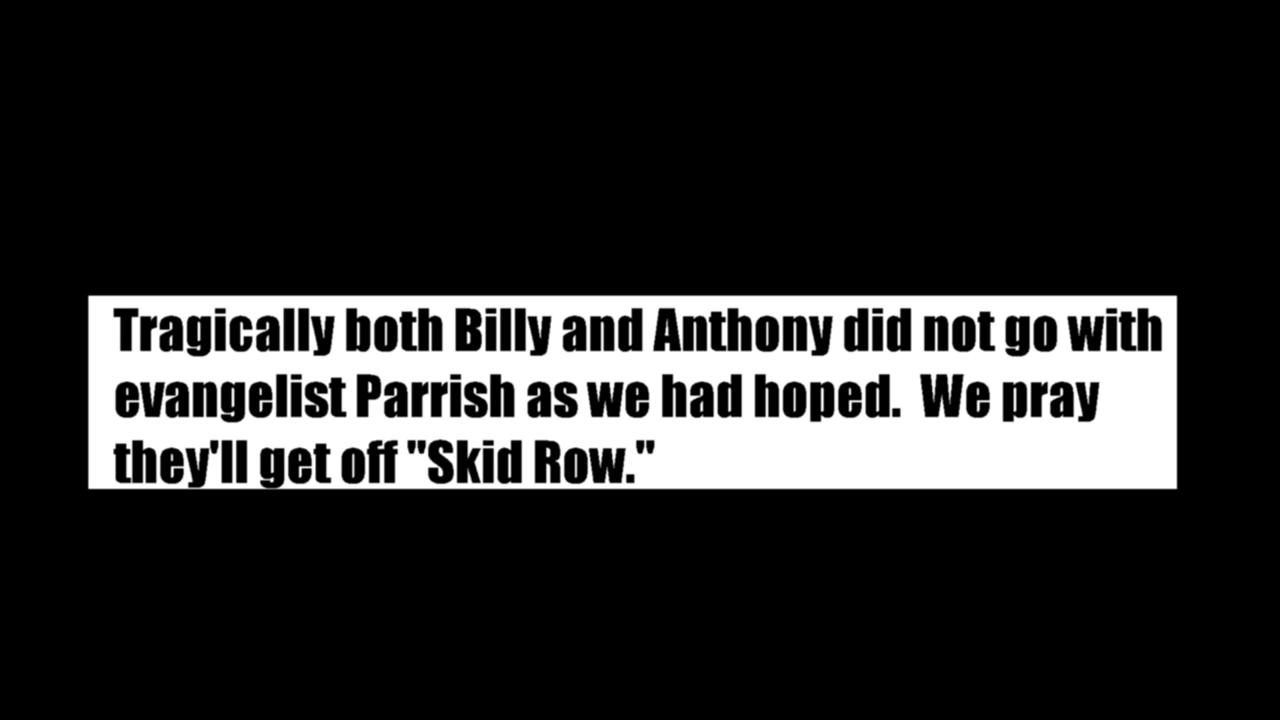 Tragically both Billy and Anthony did not go with
evangelist Parrish as we had hoped.  We pray
they'll get off "Skid Row."